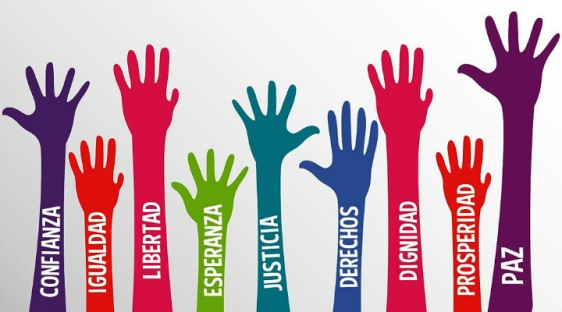 CONFIANZA
IGUALDAD
LIBERTAD
ESPERANZA
JUSTICIA
DERECHOS
DIGNIDAD
PROSPERIDAD
PAZ